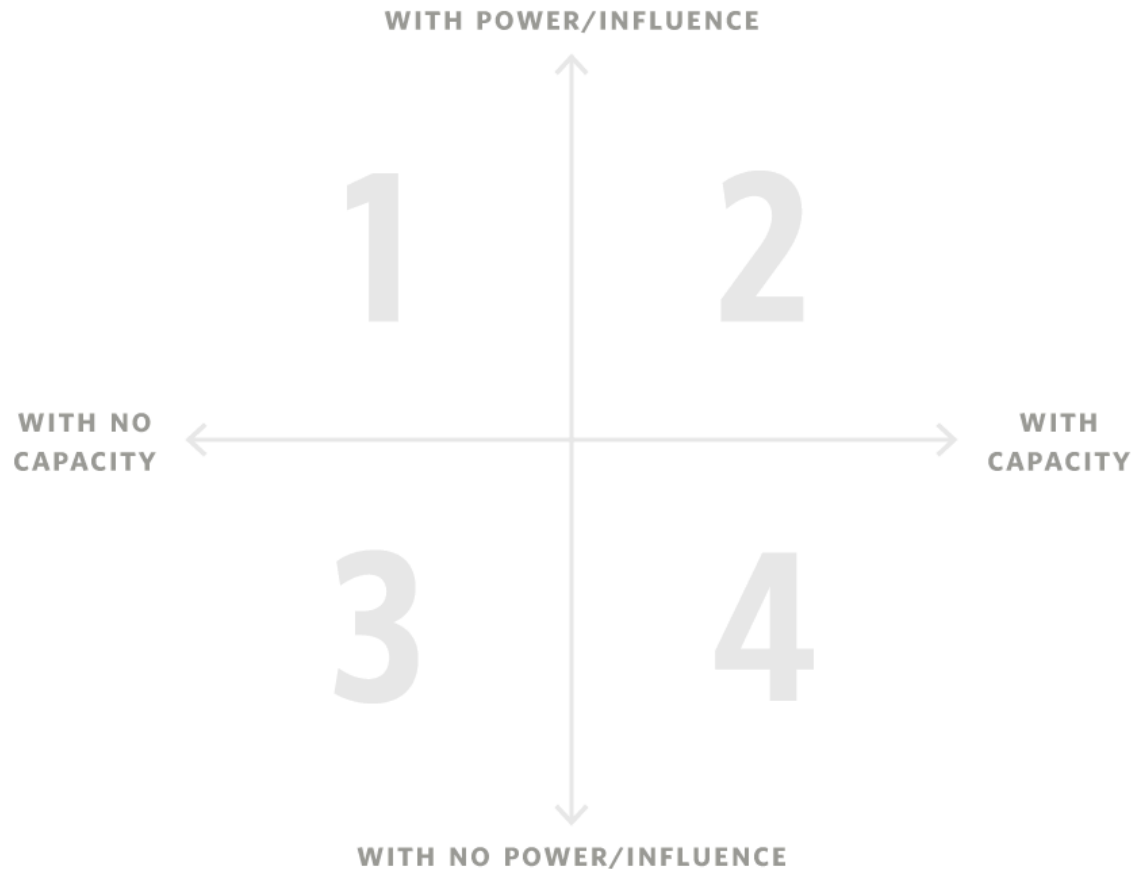 WITH POWER/INFLUENCE
1
2
WITH NO
CAPACITY
WITH
CAPACITY
3
4
WITH NO POWER/INFLUENCE